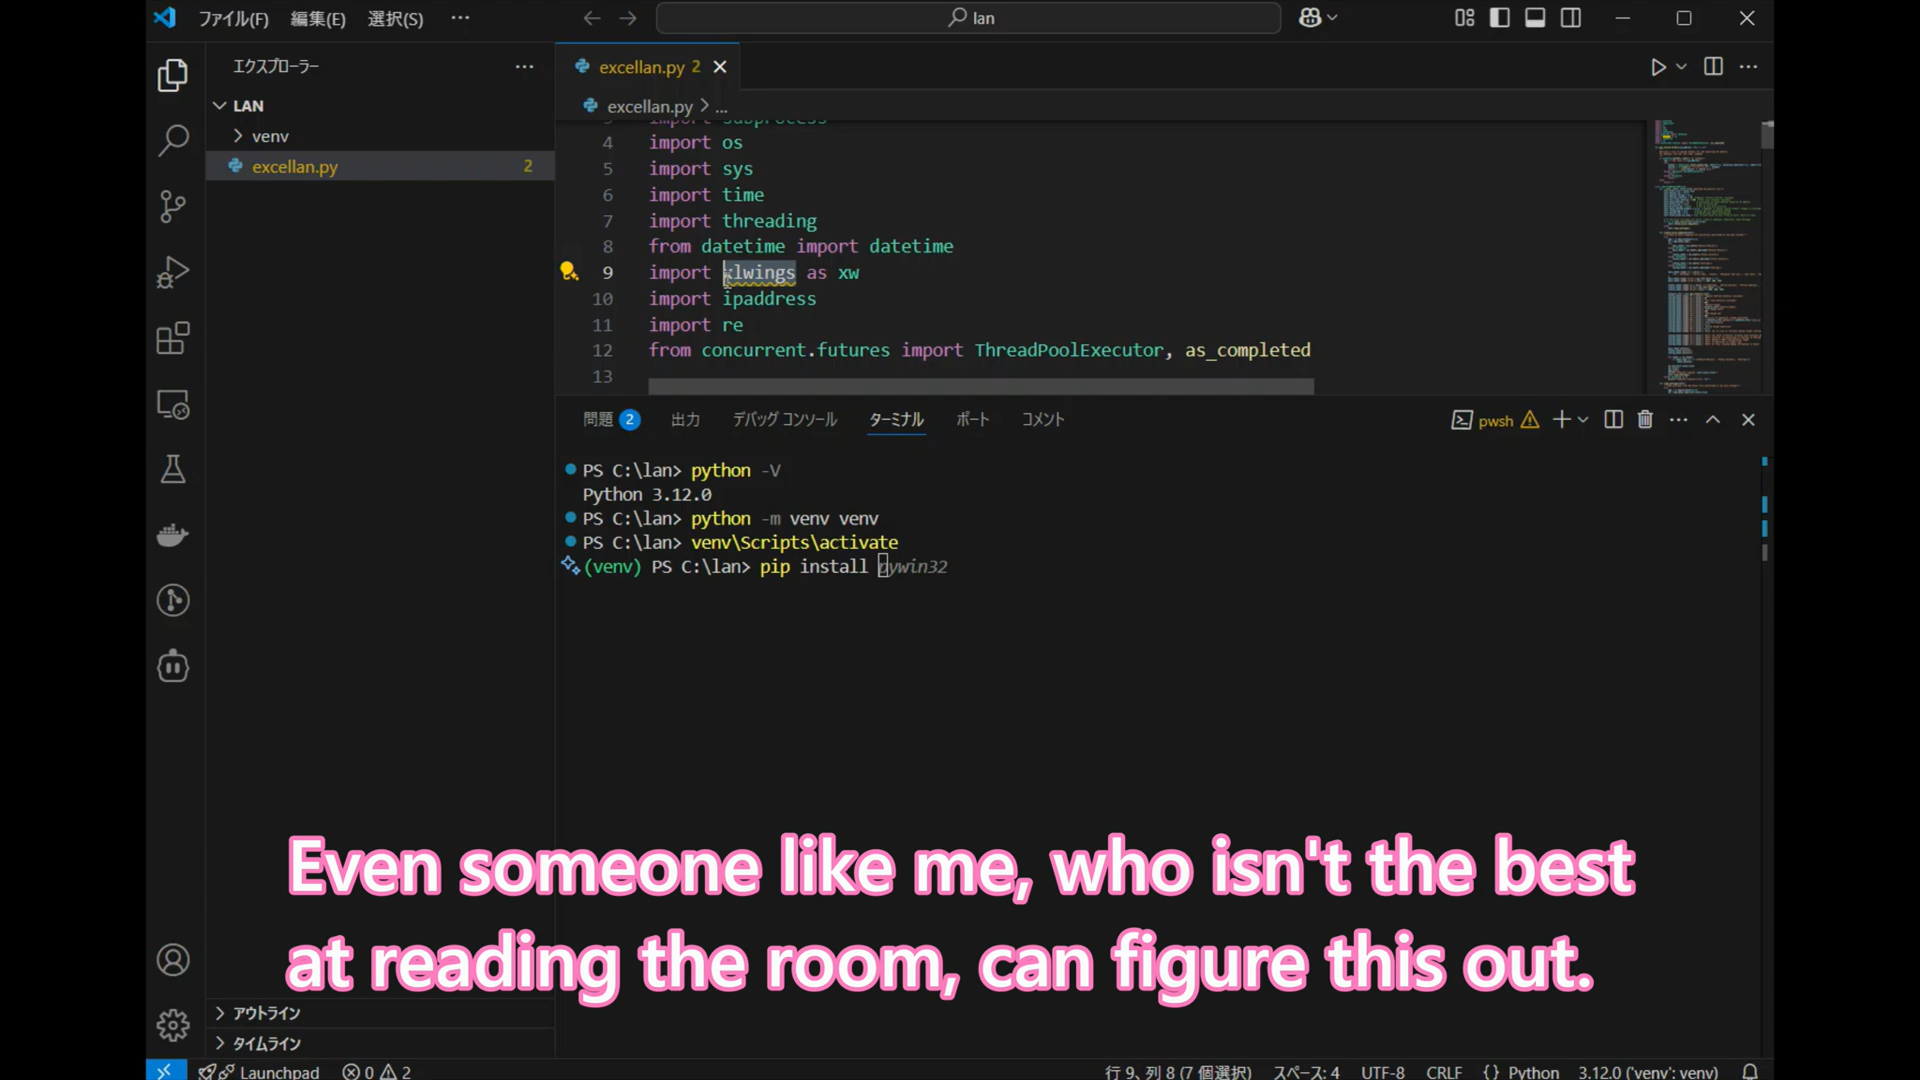 ファイル(F) 編集(E) 選択(S) ··· lan
エクスプローラー ···
LAN
venv
excellan.py 2
アウトライン
タイムライン
excellan.py 2
excellan.py > ...
4 import os
5 import sys
6 import time
7 import threading
8 from datetime import datetime
9 import xlwings as xw
10 import ipaddress
11 import re
12 from concurrent.futures import ThreadPoolExecutor, as_completed
13
問題 2 出力 デバッグ コンソール ターミナル ポート コメント pwsh
PS C:\lan> python -V
Python 3.12.0
PS C:\lan> python -m venv venv
PS C:\lan> venv\Scripts\activate
(venv) PS C:\lan> pip install pywin32
Even someone like me, who isn't the best
at reading the room, can figure this out.
Launchpad 0 2 行 9、列 8 (7 個選択) スペース: 4 UTF-8 CRLF {} Python 3.12.0 ('venv': venv)